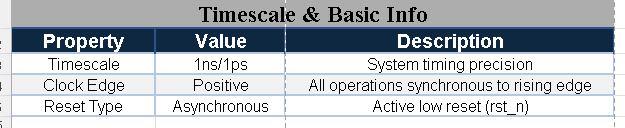 Timescale & Basic Info
Property Value Description
Timescale 1ns/1ps System timing precision
Clock Edge Positive All operations synchronous to rising edge
Reset Type Asynchronous Active low reset (rst_n)